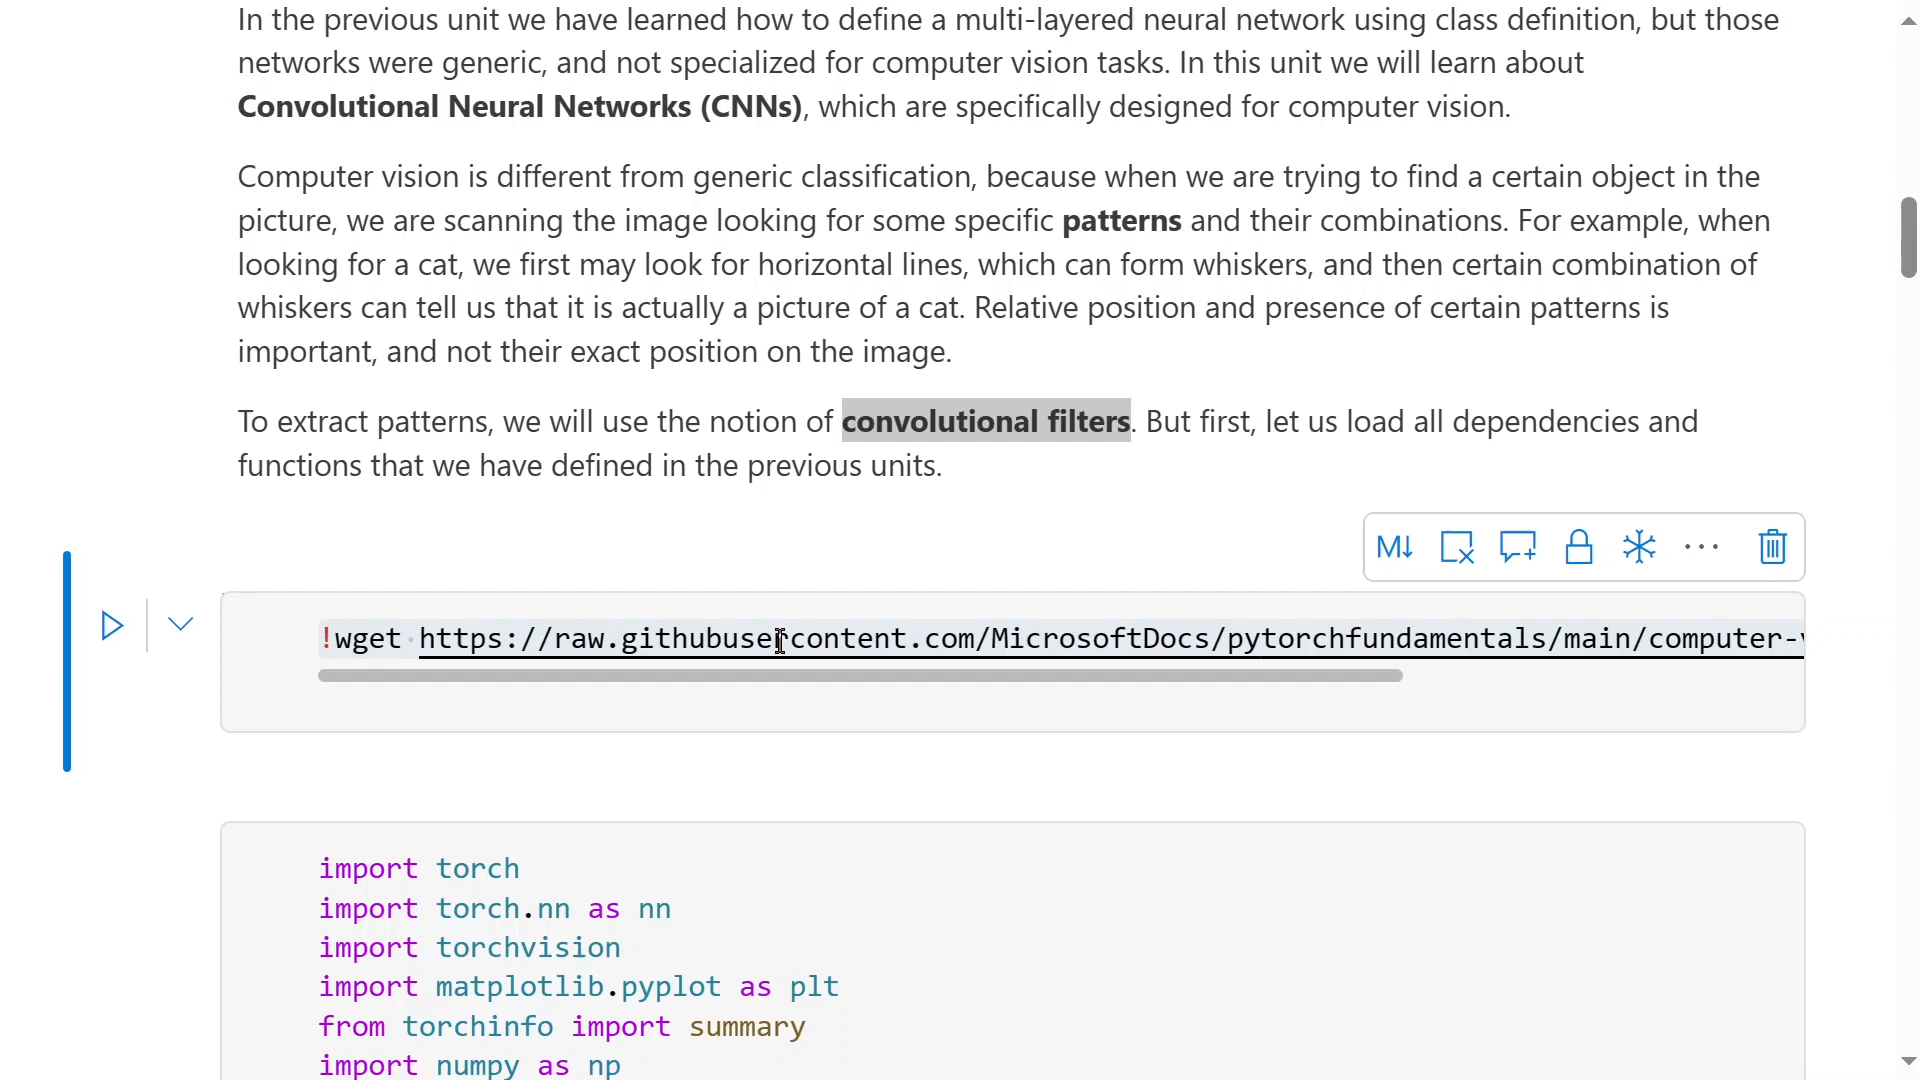 In the previous unit we have learned how to define a multi-layered neural network using class definition, but those
networks were generic, and not specialized for computer vision tasks. In this unit we will learn about
Convolutional Neural Networks (CNNs), which are specifically designed for computer vision.
Computer vision is different from generic classification, because when we are trying to find a certain object in the
picture, we are scanning the image looking for some specific patterns and their combinations. For example, when
looking for a cat, we first may look for horizontal lines, which can form whiskers, and then certain combination of
whiskers can tell us that it is actually a picture of a cat. Relative position and presence of certain patterns is
important, and not their exact position on the image.
To extract patterns, we will use the notion of convolutional filters. But first, let us load all dependencies and
functions that we have defined in the previous units.
M↓
!wget https://raw.githubusercontent.com/MicrosoftDocs/pytorchfundamentals/main/computer-
import torch
import torch.nn as nn
import torchvision
import matplotlib.pyplot as plt
from torchinfo import summary
import numpy as np